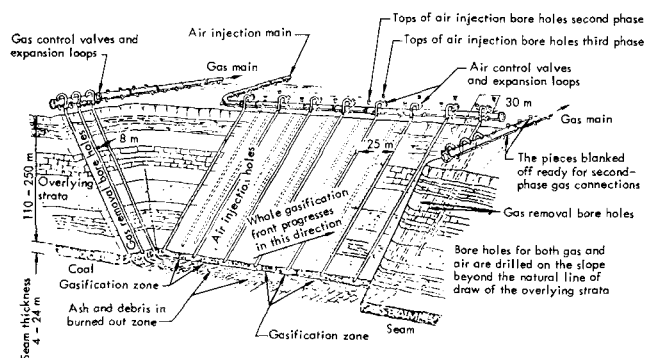 Tops of air injection bore holes second phase
Tops of air injection bore holes third phase
Gas control valves and
expansion loops
Air injection main
Gas main
Air control valves
and expansion loops
30 m
Gas main
8 m
25 m
The pieces blanked
off ready for second-
phase gas connections
110 – 250 m
Overlying
strata
Gas removal bore holes
Air injection holes
Whole gasification
front progresses
in this direction
Gas removal bore holes
Bore holes for both gas and
air are drilled on the slope
beyond the natural line of
draw of the overlying strata
Coal
Gasification zone
Ash and debris in
burned out zone
Gasification zone
Seam
Seam thickness
4 – 24 m